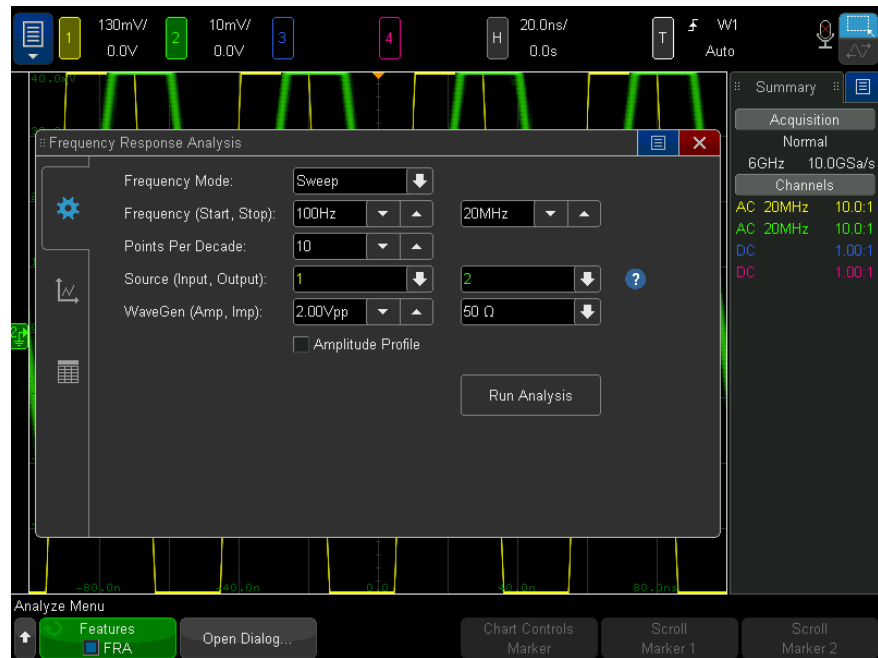 1 130mV/ 2 10mV/ 3 4 H 20.0ns/ T W1
0.0V 0.0V 0.0s Auto
40.0mV
Summary
Acquisition
Normal
6GHz 10.0GSa/s
Channels
AC 20MHz 10.0:1
AC 20MHz 10.0:1
DC 1.00:1
DC 1.00:1
Frequency Response Analysis
Frequency Mode: Sweep
Frequency (Start, Stop): 100Hz 20MHz
Points Per Decade: 10
Source (Input, Output): 1 2 ?
WaveGen (Amp, Imp): 2.00Vpp 50 Ω
Amplitude Profile
Run Analysis
2
-80.0n -40.0n 0.0 40.0n 80.0ns
Analyze Menu
Features
FRA
Open Dialog...
Chart Controls
Marker
Scroll
Marker 1
Scroll
Marker 2